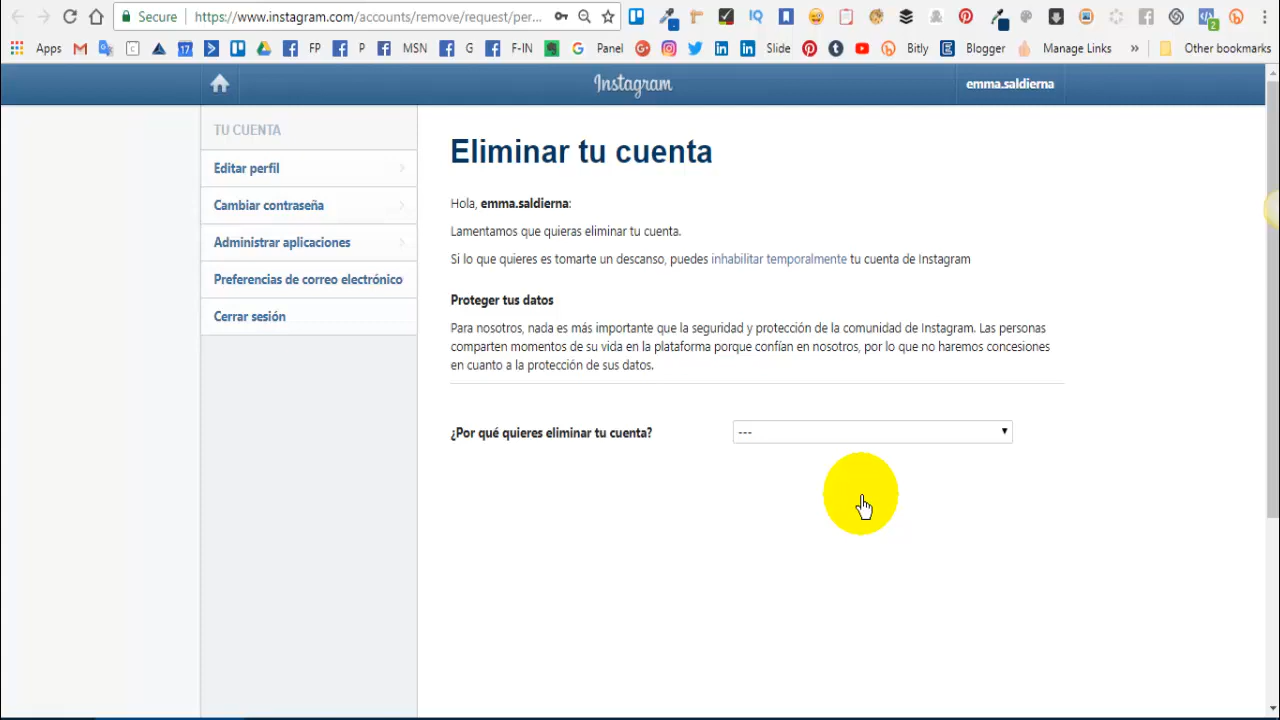 Secure https://www.instagram.com/accounts/remove/request/per...
Apps 17 FP P MSN G F-IN Panel Slide Bitly Blogger Manage Links » Other bookmarks
Instagram
emma.saldierna
TU CUENTA
Editar perfil
Cambiar contraseña
Administrar aplicaciones
Preferencias de correo electrónico
Cerrar sesión
Eliminar tu cuenta
Hola, emma.saldierna:
Lamentamos que quieras eliminar tu cuenta.
Si lo que quieres es tomarte un descanso, puedes inhabilitar temporalmente tu cuenta de Instagram
Proteger tus datos
Para nosotros, nada es más importante que la seguridad y protección de la comunidad de Instagram. Las personas
comparten momentos de su vida en la plataforma porque confían en nosotros, por lo que no haremos concesiones
en cuanto a la protección de sus datos.
¿Por qué quieres eliminar tu cuenta? ---